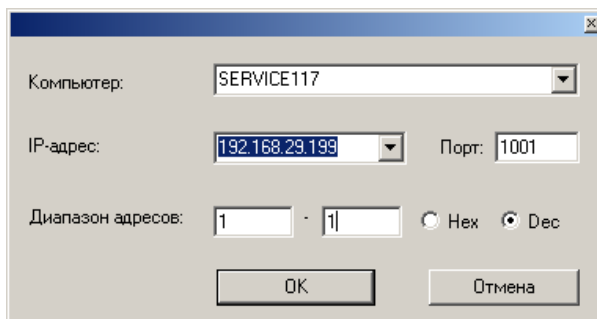 Компьютер: SERVICE117
IP-адрес: 192.168.29.199 Порт: 1001
Диапазон адресов: 1 - 1 Hex Dec
OK Отмена